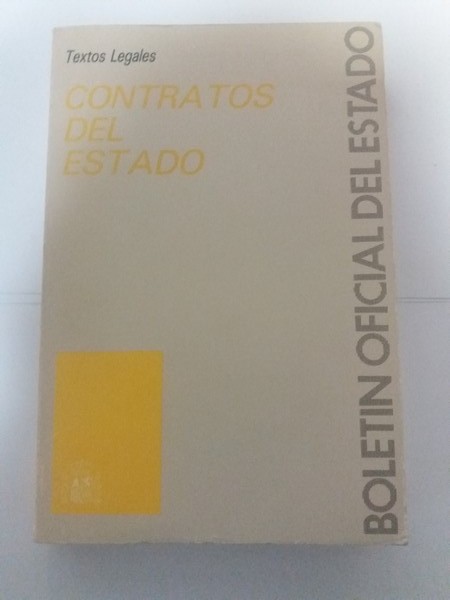 Textos Legales
CONTRATOS
DEL
ESTADO
BOLETIN OFICIAL DEL ESTADO